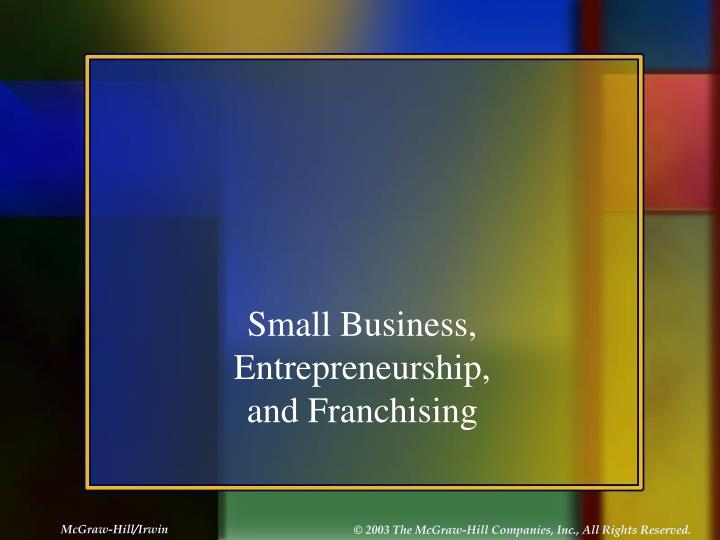 Small Business,
Entrepreneurship,
and Franchising
McGraw-Hill/Irwin
© 2003 The McGraw-Hill Companies, Inc., All Rights Reserved.